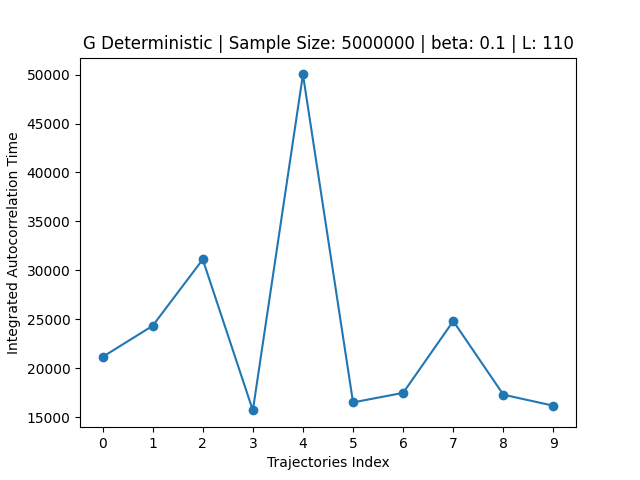 G Deterministic | Sample Size: 5000000 | beta: 0.1 | L: 110
Integrated Autocorrelation Time
50000
45000
40000
35000
30000
25000
20000
15000
0 1 2 3 4 5 6 7 8 9
Trajectories Index